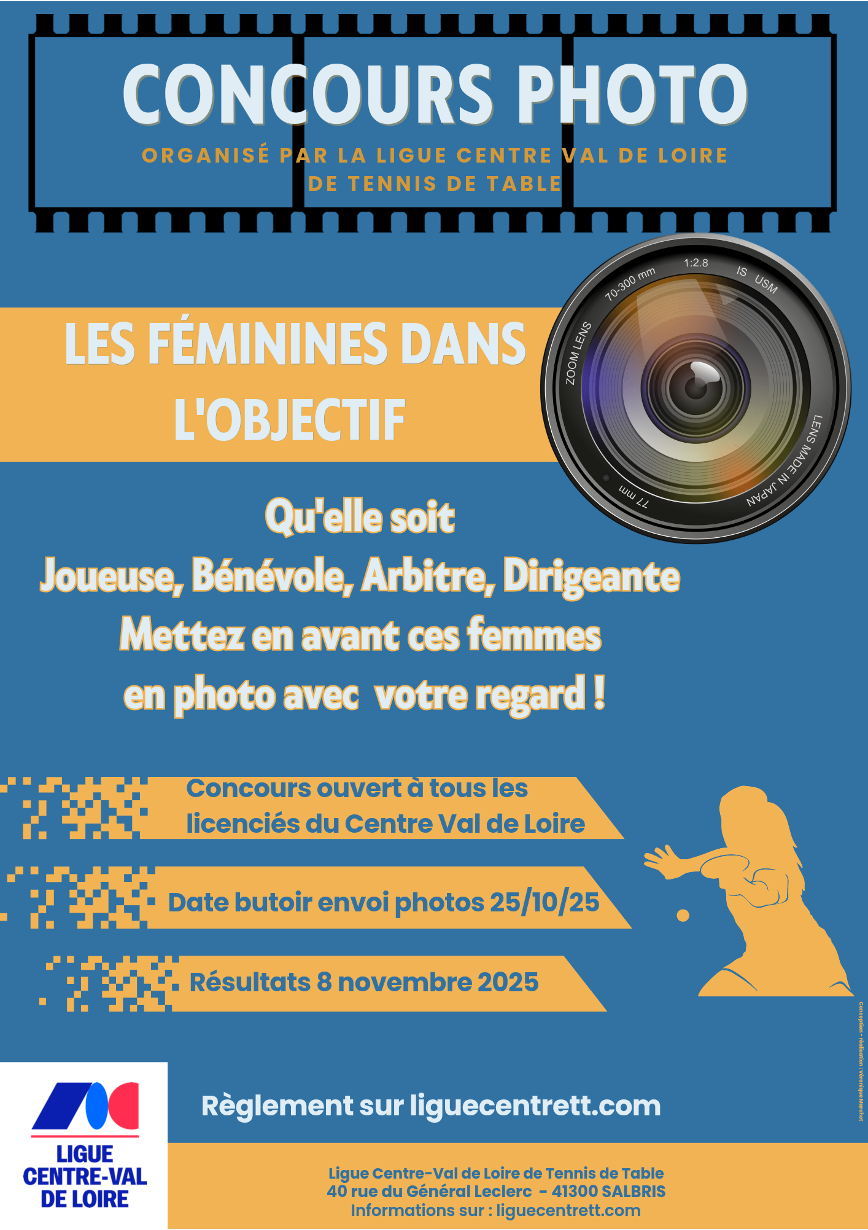 CONCOURS PHOTO
ORGANISÉ PAR LA LIGUE CENTRE VAL DE LOIRE
DE TENNIS DE TABLE
70-300 mm 1:2.8 IS USM
ZOOM LENS
LENS MADE IN JAPAN
77 mm
LES FÉMININES DANS
L'OBJECTIF
Qu'elle soit
Joueuse, Bénévole, Arbitre, Dirigeante
Mettez en avant ces femmes
en photo avec votre regard !
Concours ouvert à tous les
licenciés du Centre Val de Loire
Date butoir envoi photos 25/10/25
Résultats 8 novembre 2025
Conception - réalisation : Véronique
Règlement sur liguecentrett.com
LIGUE
CENTRE-VAL
DE LOIRE
Ligue Centre-Val de Loire de Tennis de Table
40 rue du Général Leclerc - 41300 SALBRIS
Informations sur : liguecentrett.com